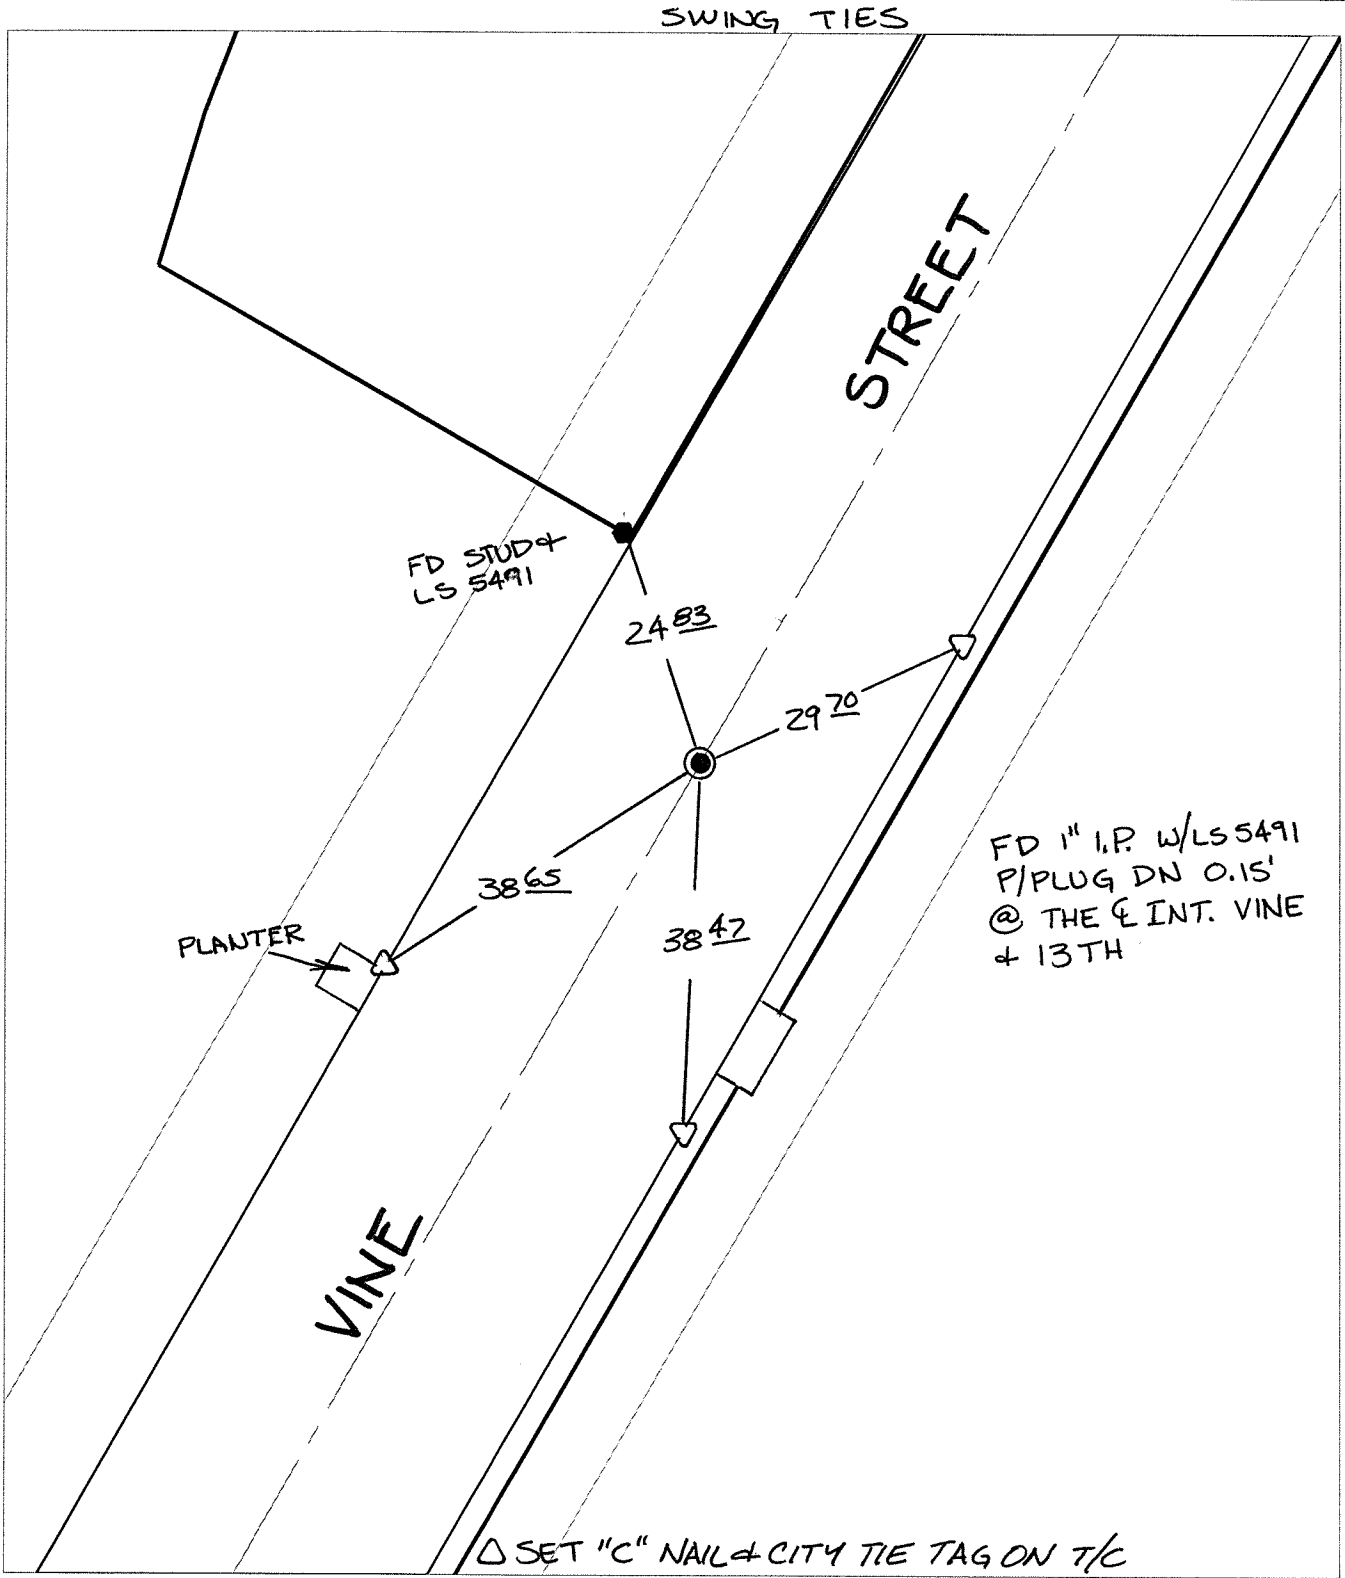 SWING TIES
STREET
FD STUD &
LS 5491
24 83
29 70
38 65
38 47
PLANTER
FD 1" I.P. W/LS 5491
P/PLUG DN 0.15'
@ THE ℄ INT. VINE
& 13TH
VINE
△ SET "C" NAIL & CITY TIE TAG ON T/C